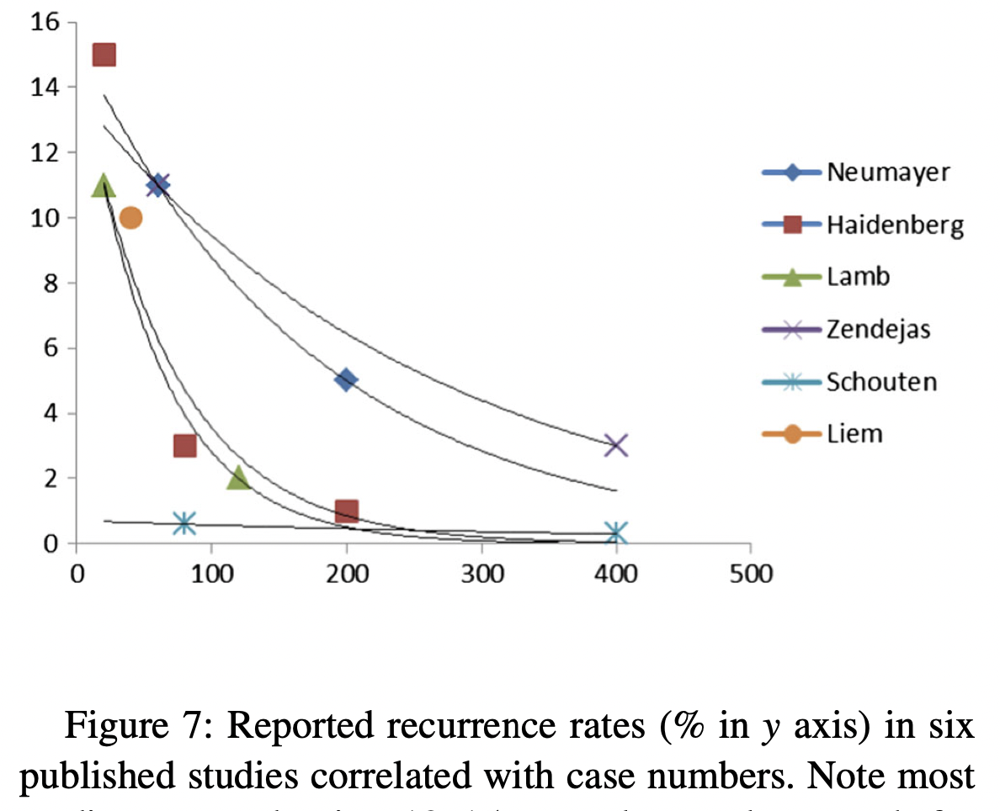 16
14
12
10
8
6
4
2
0
0 100 200 300 400 500
Neumayer
Haidenberg
Lamb
Zendejas
Schouten
Liem
Figure 7: Reported recurrence rates (% in y axis) in six
published studies correlated with case numbers. Note most